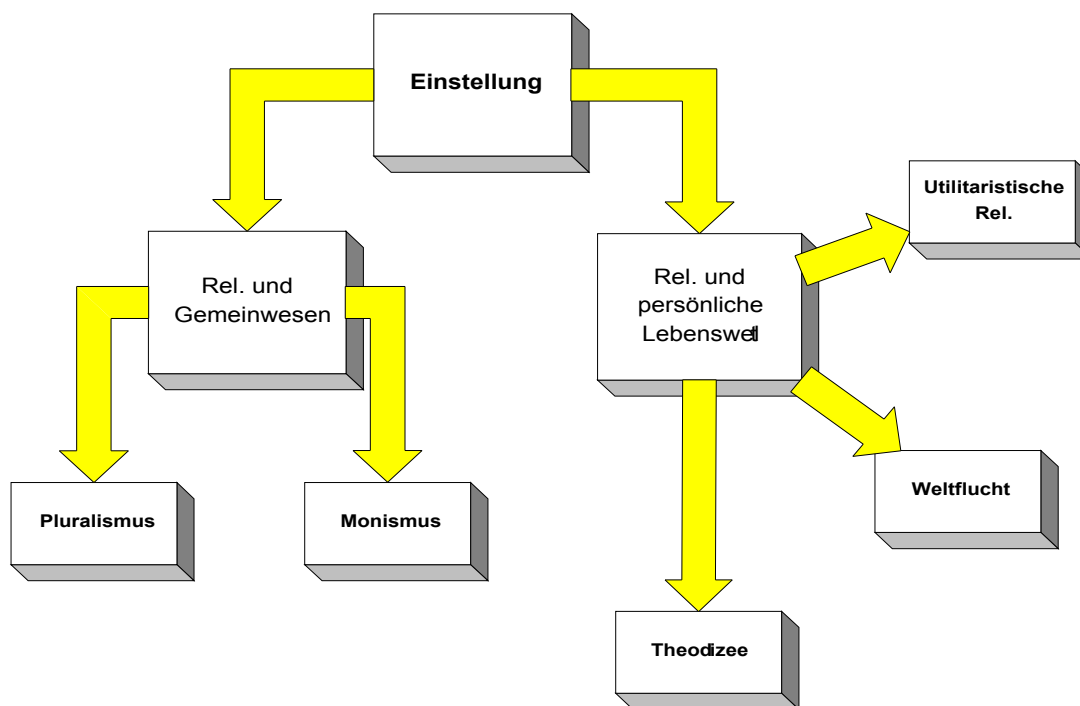 Einstellung
Utilitaristische
Rel.
Rel. und
Gemeinwesen
Rel. und
persönliche
Lebenswelt
Pluralismus
Monismus
Weltflucht
Theodizee